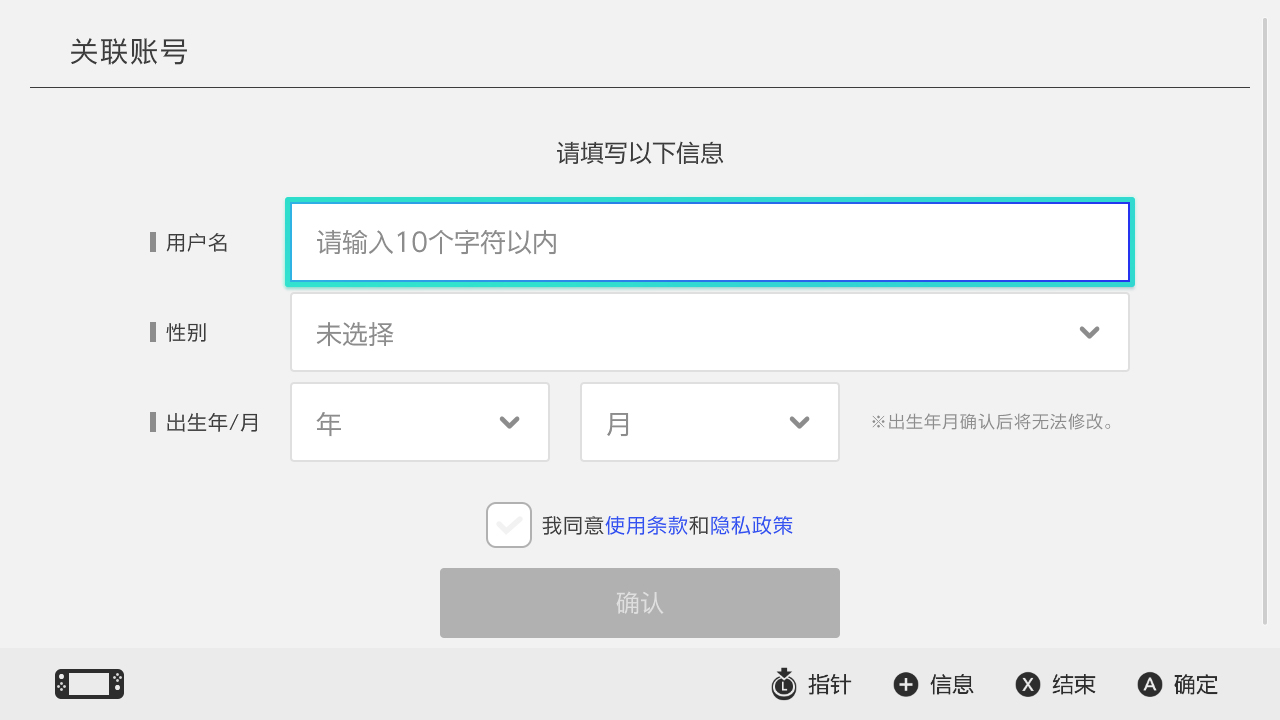 关联账号
请填写以下信息
用户名
请输入10个字符以内
性别
未选择
出生年/月
年
月
※出生年月确认后将无法修改。
我同意使用条款和隐私政策
确认
L 指针
+ 信息
X 结束
A 确定